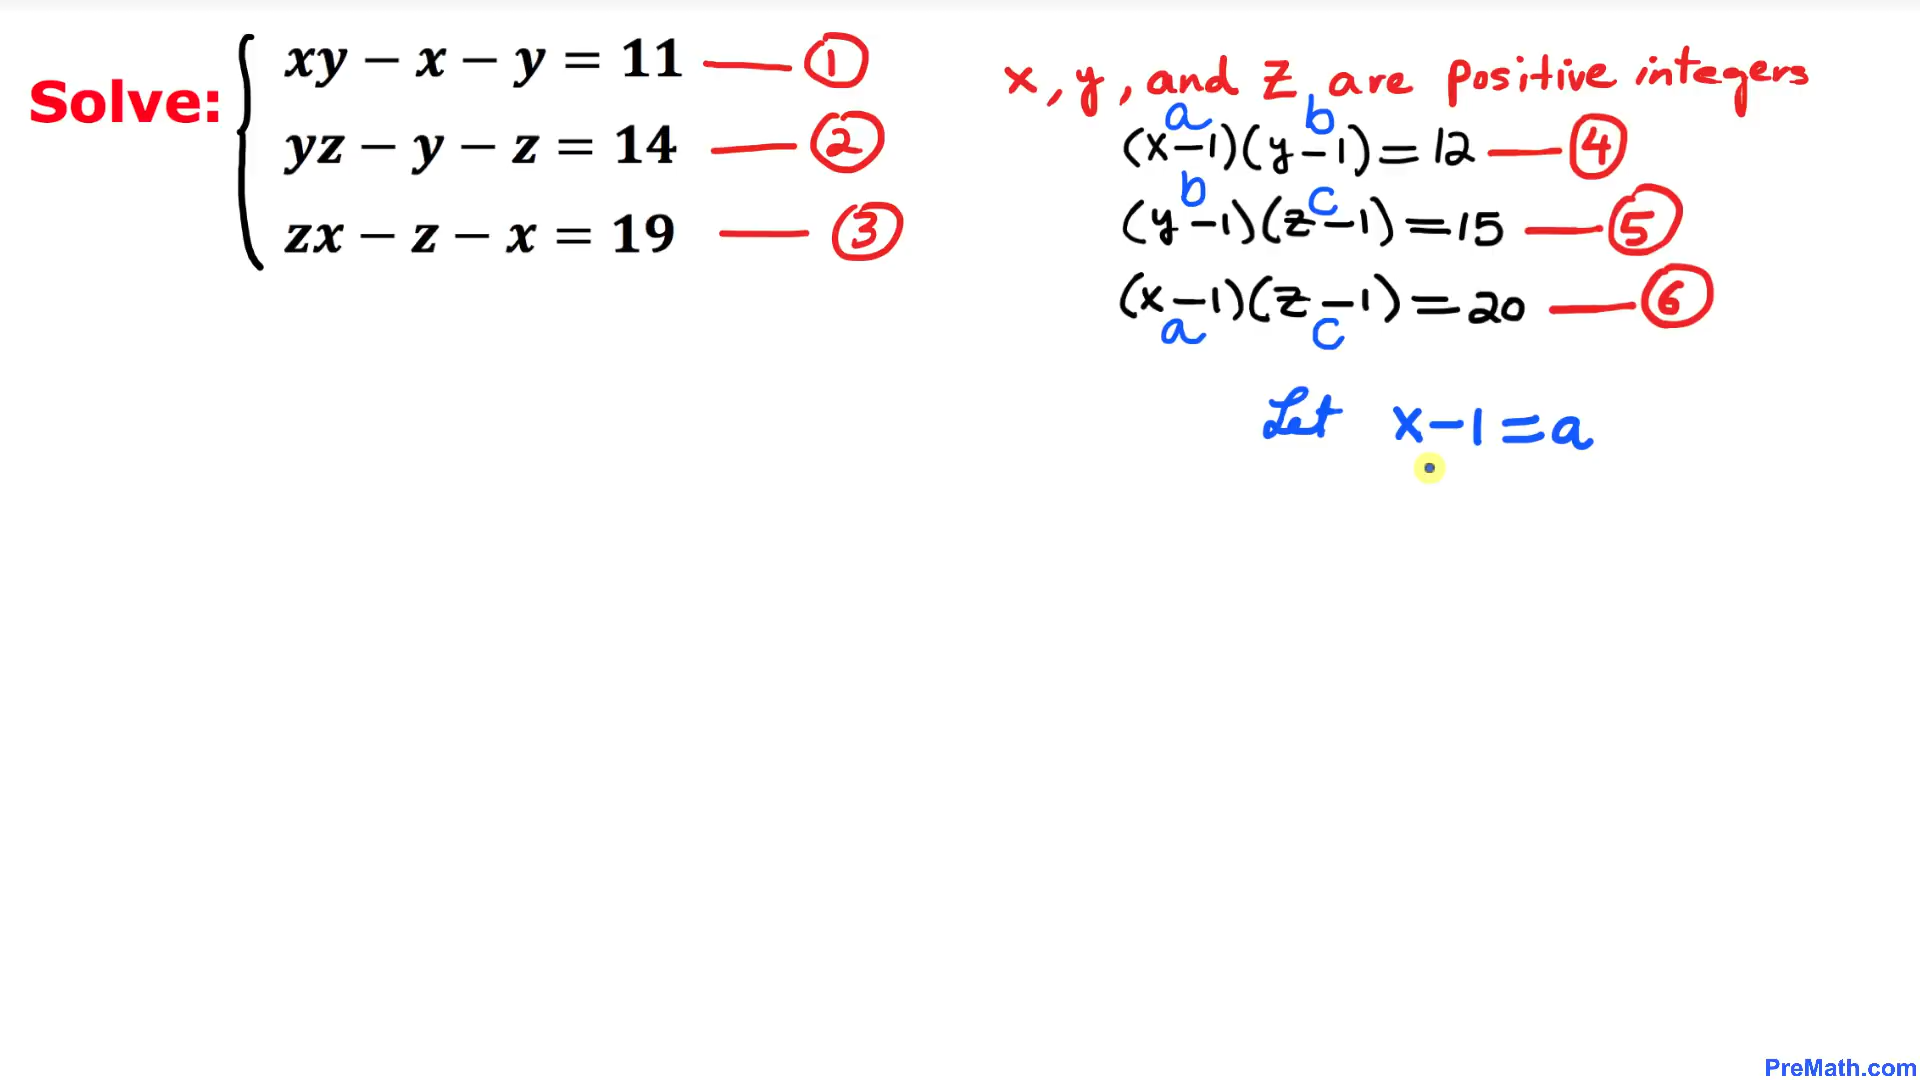 Solve:
xy − x − y = 11 —— ①
yz − y − z = 14 —— ②
zx − z − x = 19 —— ③
x, y, and z are positive integers
a b
(x−1)(y−1)=12 —— ④
b c
(y−1)(z−1)=15 —— ⑤
(x−1)(z−1)=20 —— ⑥
a c
Let x−1=a
PreMath.com